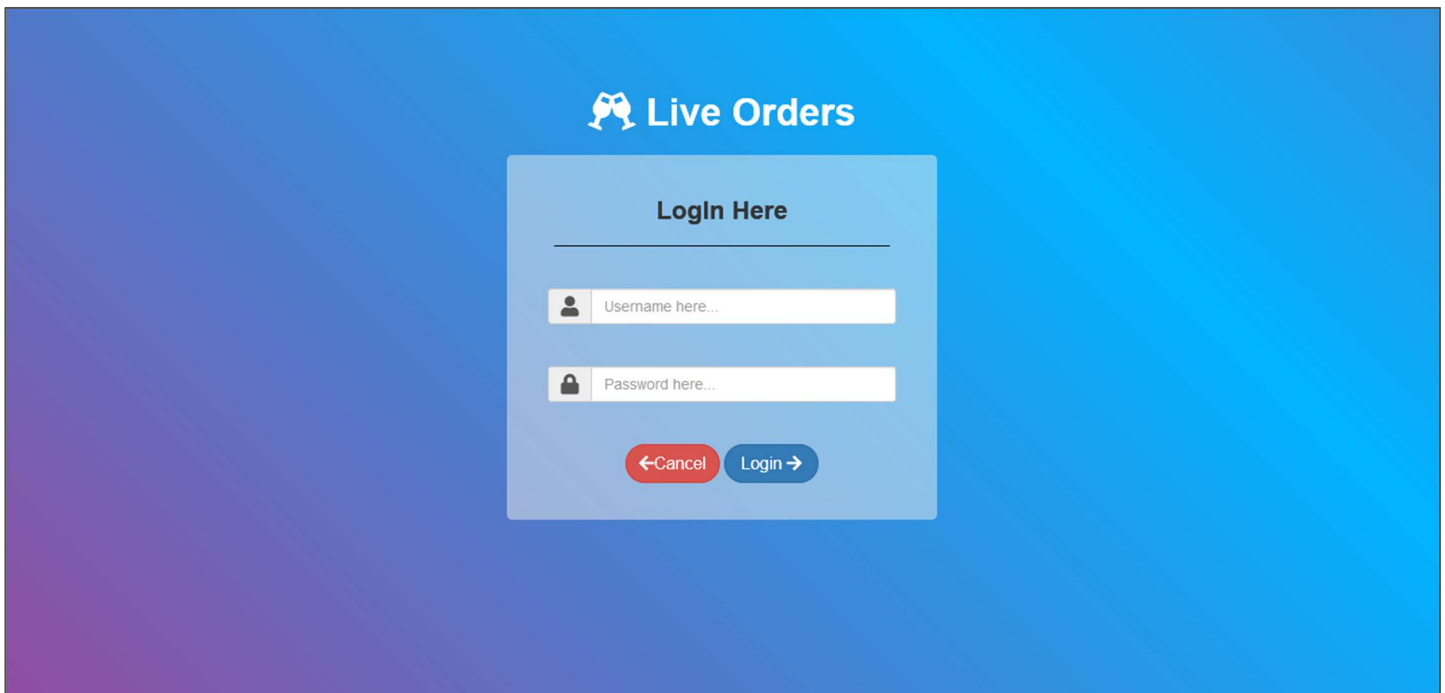 Live Orders
LogIn Here
Username here...
Password here...
Cancel Login